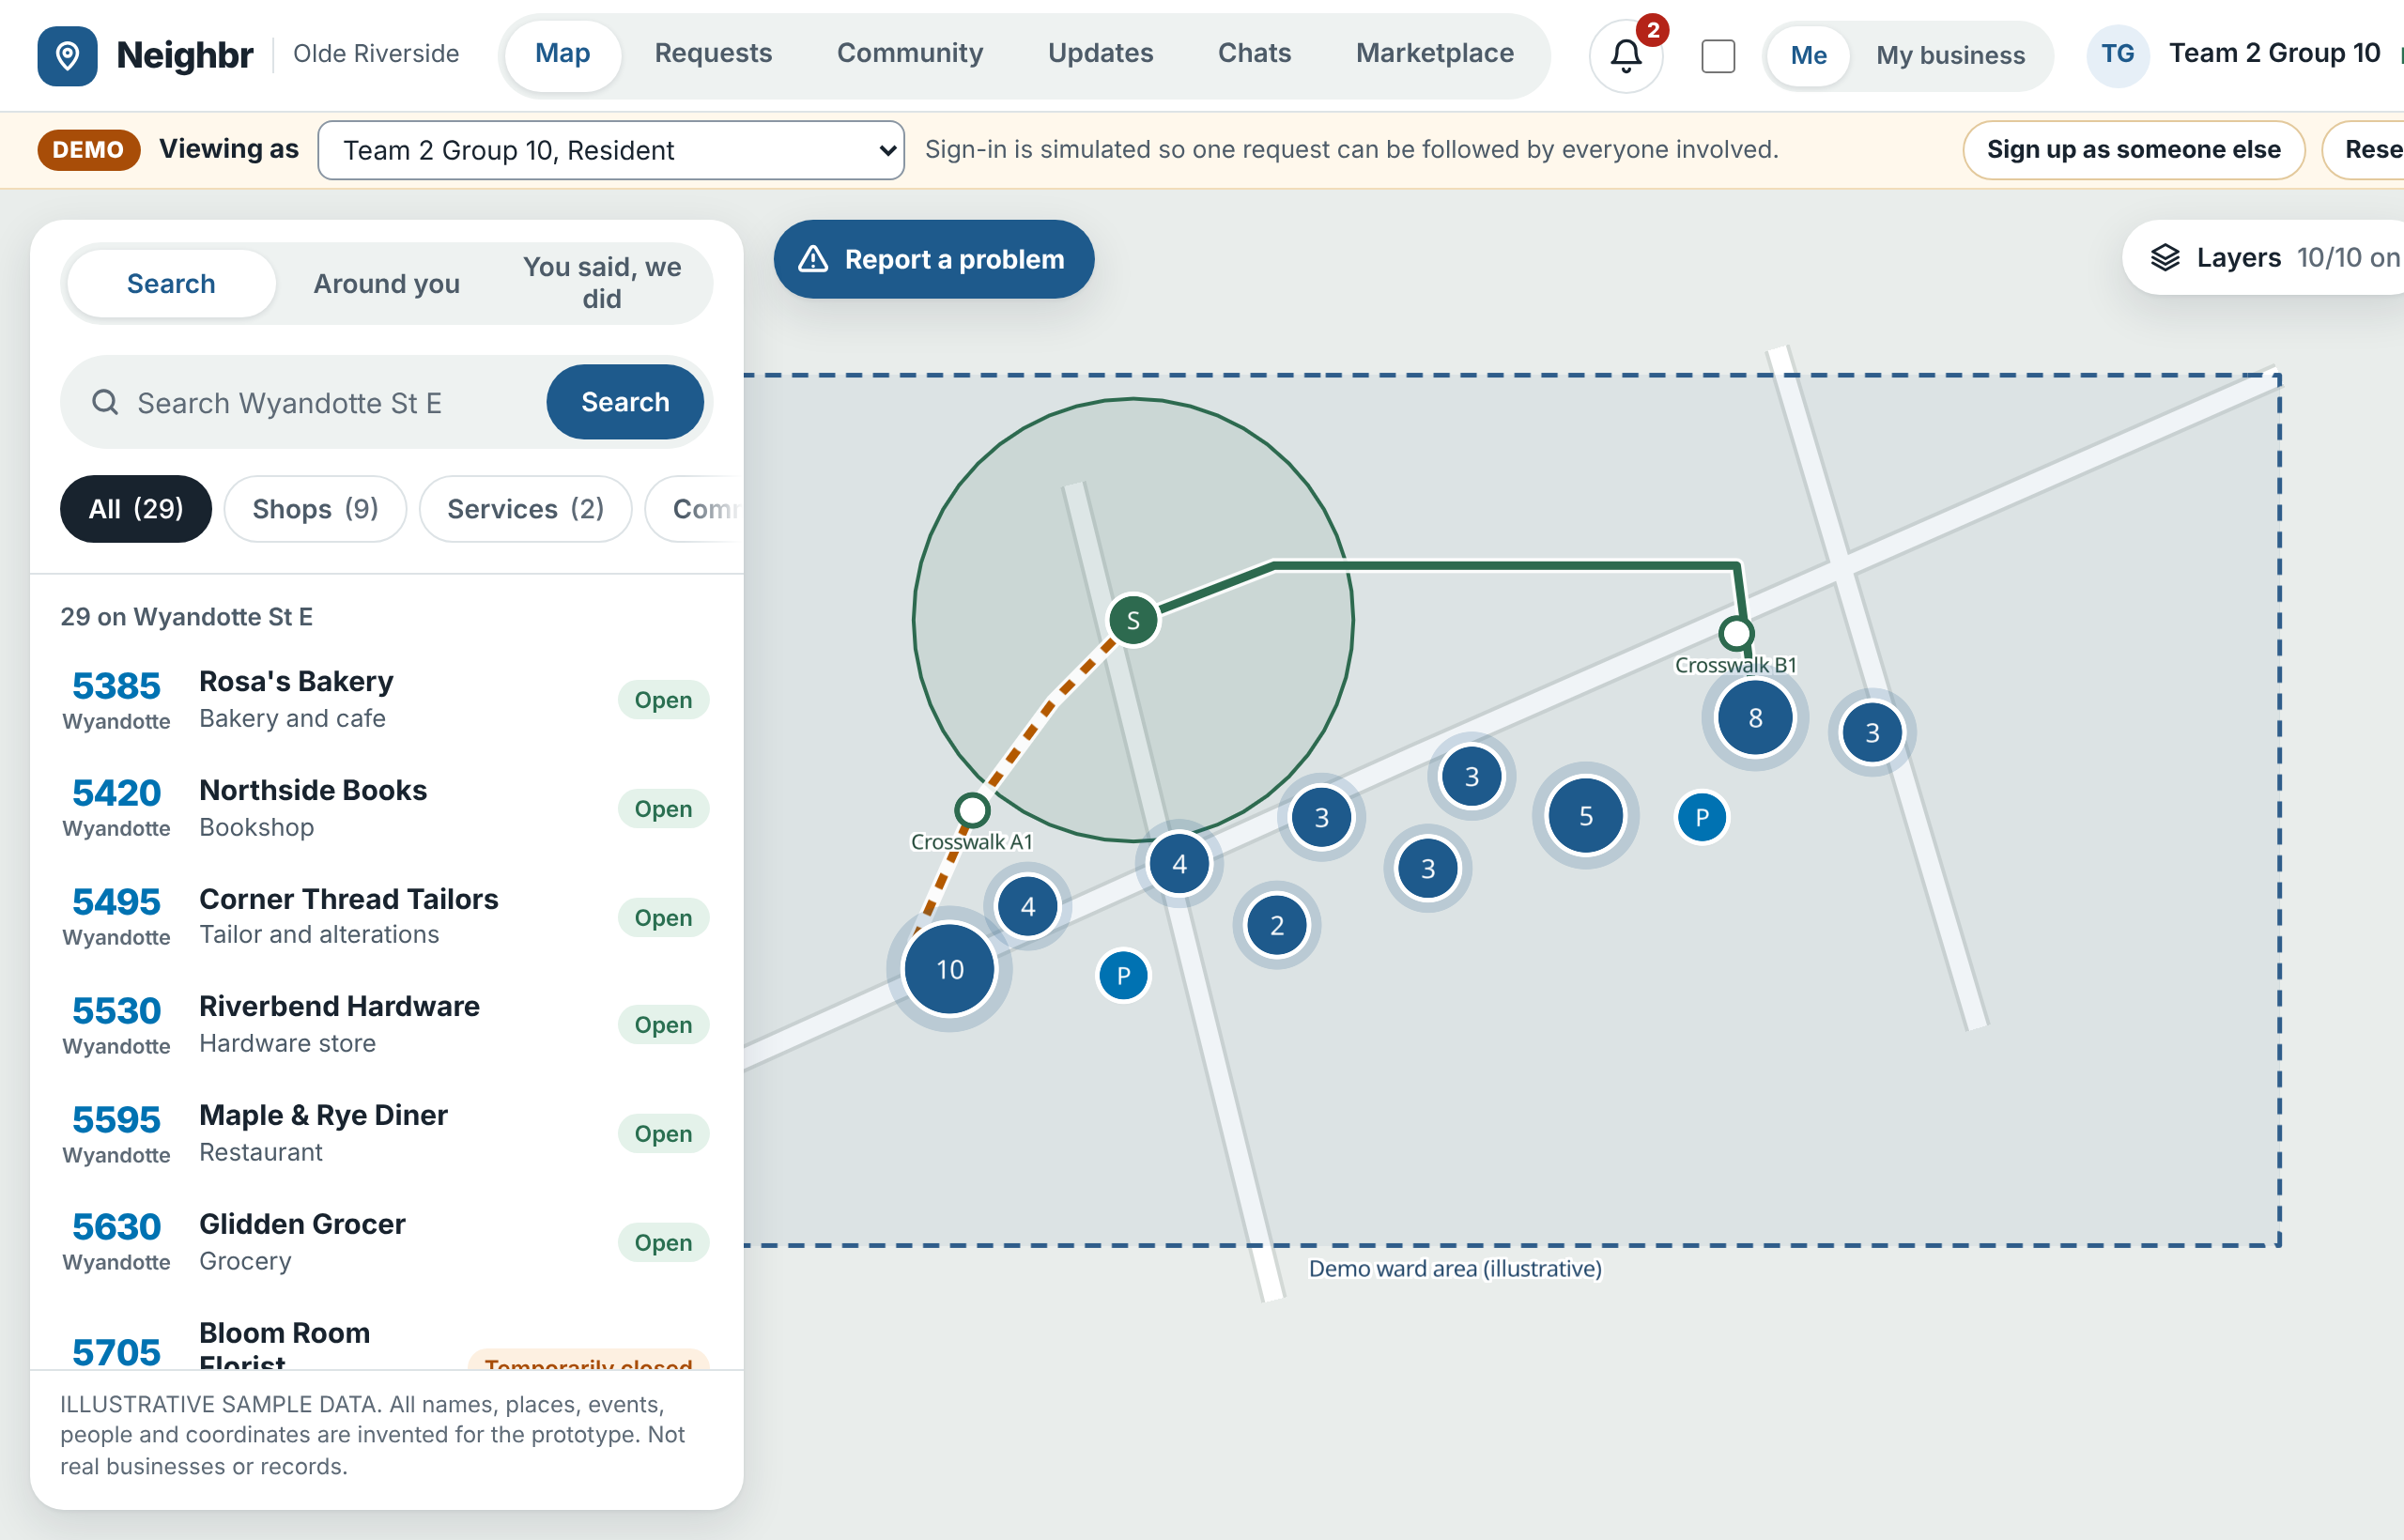 Neighbr
Olde Riverside
Map
Requests
Community
Updates
Chats
Marketplace
2
Me
My business
TG
Team 2 Group 10
DEMO
Viewing as
Team 2 Group 10, Resident
Sign-in is simulated so one request can be followed by everyone involved.
Sign up as someone else
Rese
Search
Around you
You said, we
did
Search Wyandotte St E
Search
All (29)
Shops (9)
Services (2)
29 on Wyandotte St E
5385
Wyandotte
Rosa's Bakery
Bakery and cafe
Open
5420
Wyandotte
Northside Books
Bookshop
Open
5495
Wyandotte
Corner Thread Tailors
Tailor and alterations
Open
5530
Wyandotte
Riverbend Hardware
Hardware store
Open
5595
Wyandotte
Maple & Rye Diner
Restaurant
Open
5630
Wyandotte
Glidden Grocer
Grocery
Open
5705
Bloom Room
Florist
Temporarily closed
ILLUSTRATIVE SAMPLE DATA. All names, places, events,
people and coordinates are invented for the prototype. Not
real businesses or records.
Report a problem
Layers 10/10 on
S
Crosswalk B1
8
3
3
5
P
3
Crosswalk A1
4
3
4
2
10
P
Demo ward area (illustrative)